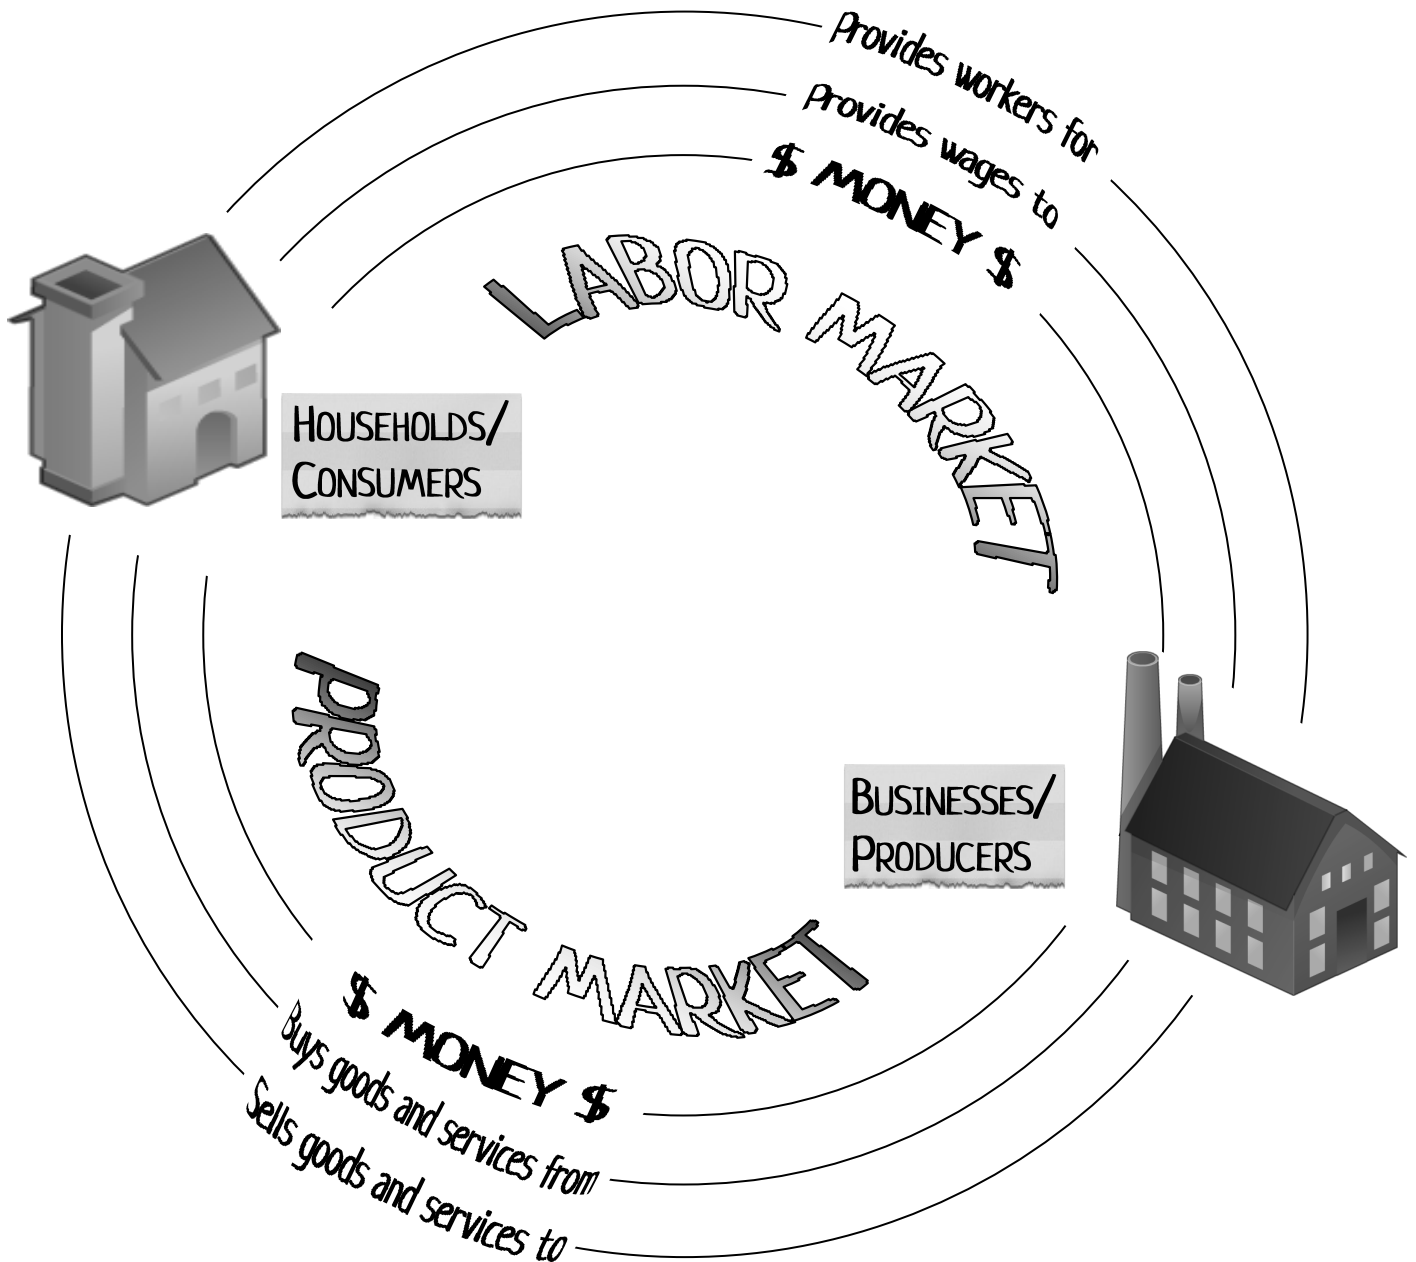 Provides workers for
Provides wages to
$ MONEY $
LABOR MARKET
HOUSEHOLDS/
CONSUMERS
BUSINESSES/
PRODUCERS
PRODUCT MARKET
$ MONEY $
Buys goods and services from
Sells goods and services to